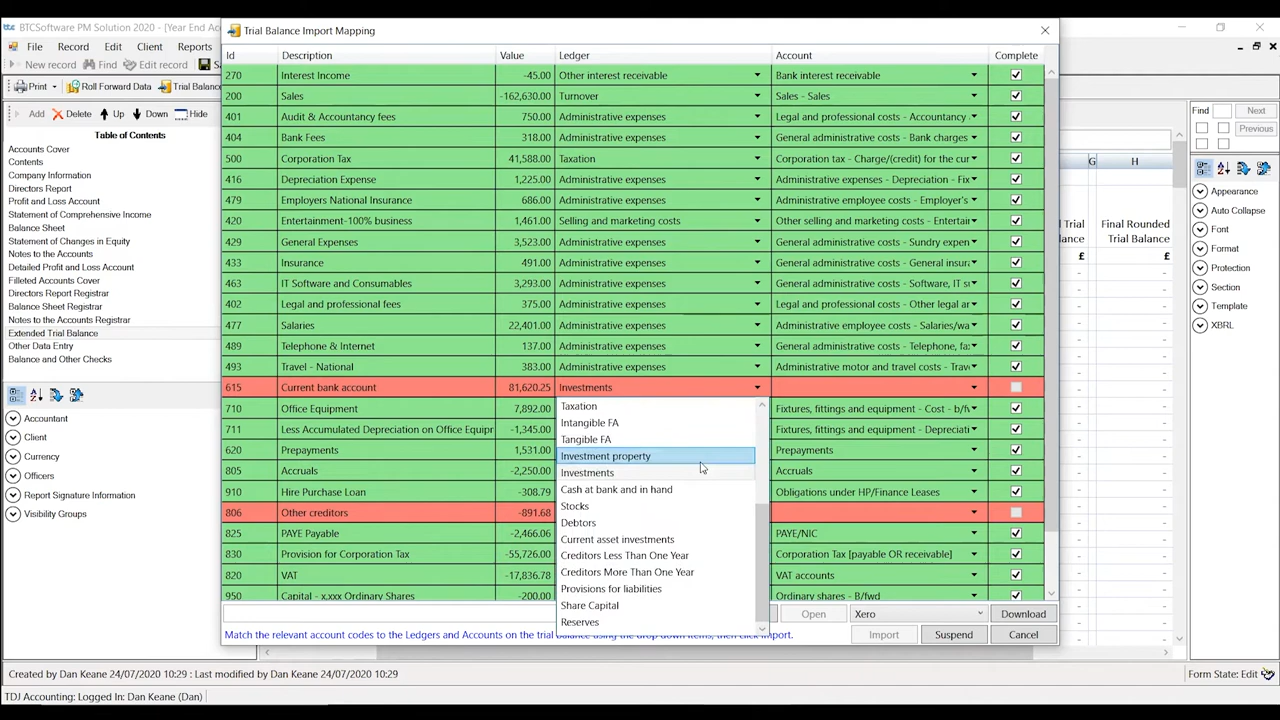 btc BTCSoftware PM Solution 2020 - [Year End Acc
Trial Balance Import Mapping
File Record Edit Client Reports
New record Find Edit record Sa
Print Roll Forward Data Trial Balanc
Add Delete Up Down Hide
Table of Contents
Accounts Cover
Contents
Company Information
Directors Report
Profit and Loss Account
Statement of Comprehensive Income
Balance Sheet
Statement of Changes in Equity
Notes to the Accounts
Detailed Profit and Loss Account
Filleted Accounts Cover
Directors Report Registrar
Balance Sheet Registrar
Notes to the Accounts Registrar
Extended Trial Balance
Other Data Entry
Balance and Other Checks
Accountant
Client
Currency
Officers
Report Signature Information
Visibility Groups
Id Description Value Ledger Account Complete
270 Interest Income -45.00 Other interest receivable Bank interest receivable
200 Sales -162,630.00 Turnover Sales - Sales
401 Audit & Accountancy fees 750.00 Administrative expenses Legal and professional costs - Accountancy
404 Bank Fees 318.00 Administrative expenses General administrative costs - Bank charges
500 Corporation Tax 41,588.00 Taxation Corporation tax - Charge/(credit) for the cur
416 Depreciation Expense 1,225.00 Administrative expenses Administrative expenses - Depreciation - Fix
479 Employers National Insurance 686.00 Administrative expenses Administrative employee costs - Employer's
420 Entertainment-100% business 1,461.00 Selling and marketing costs Other selling and marketing costs - Entertai
429 General Expenses 3,523.00 Administrative expenses General administrative costs - Sundry expen
433 Insurance 491.00 Administrative expenses General administrative costs - General insur
463 IT Software and Consumables 3,293.00 Administrative expenses General administrative costs - Software, IT s
402 Legal and professional fees 375.00 Administrative expenses Legal and professional costs - Other legal ar
477 Salaries 22,401.00 Administrative expenses Administrative employee costs - Salaries/wa
489 Telephone & Internet 137.00 Administrative expenses General administrative costs - Telephone, fa
493 Travel - National 383.00 Administrative expenses Administrative motor and travel costs - Trav
615 Current bank account 81,620.25 Investments
710 Office Equipment 7,892.00 Fixtures, fittings and equipment - Cost - b/f
711 Less Accumulated Depreciation on Office Equipr -1,345.00 Fixtures, fittings and equipment - Depreciati
620 Prepayments 1,531.00 Prepayments
805 Accruals -2,250.00 Accruals
910 Hire Purchase Loan -308.79 Obligations under HP/Finance Leases
806 Other creditors -891.68
825 PAYE Payable -2,466.06 PAYE/NIC
830 Provision for Corporation Tax -55,726.00 Corporation Tax [payable OR receivable]
820 VAT -17,836.78 VAT accounts
950 Capital - x,xxx Ordinary Shares -200.00 Ordinary shares - B/fwd
Taxation
Intangible FA
Tangible FA
Investment property
Investments
Cash at bank and in hand
Stocks
Debtors
Current asset investments
Creditors Less Than One Year
Creditors More Than One Year
Provisions for liabilities
Share Capital
Reserves
Open Xero Download
Match the relevant account codes to the Ledgers and Accounts on the trial balance using the drop down items, then click Import.
Import Suspend Cancel
G H
l Trial Final Rounded
lance Trial Balance
£ £
Find Next
Previous
Appearance
Auto Collapse
Font
Format
Protection
Section
Template
XBRL
Created by Dan Keane 24/07/2020 10:29 : Last modified by Dan Keane 24/07/2020 10:29
Form State: Edit
TDJ Accounting: Logged In: Dan Keane (Dan)